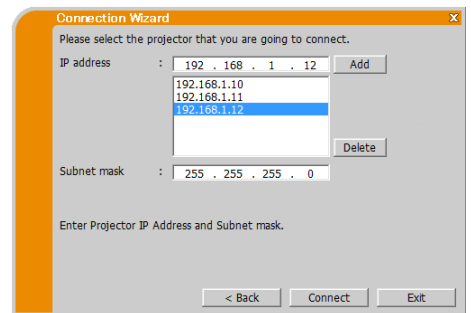 Connection Wizard X
Please select the projector that you are going to connect.
IP address : 192 . 168 . 1 . 12 Add
192.168.1.10
192.168.1.11
192.168.1.12
Delete
Subnet mask : 255 . 255 . 255 . 0
Enter Projector IP Address and Subnet mask.
< Back Connect Exit